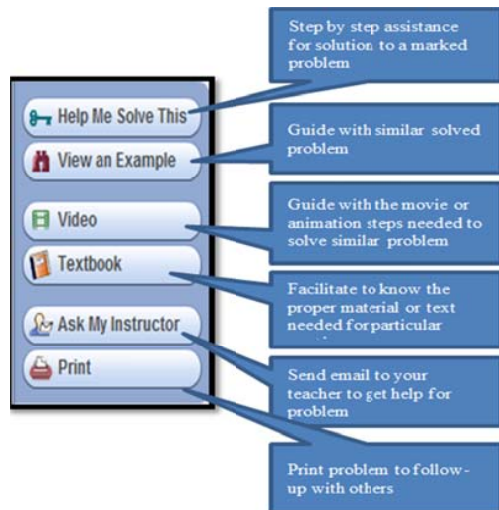 Step by step assistance
for solution to a marked
problem
Help Me Solve This
Guide with similar solved
problem
View an Example
Guide with the movie or
animation steps needed to
solve similar problem
Video
Textbook
Facilitate to know the
proper material or text
needed for particular
Ask My Instructor
Send email to your
teacher to get help for
problem
Print
Print problem to follow-
up with others